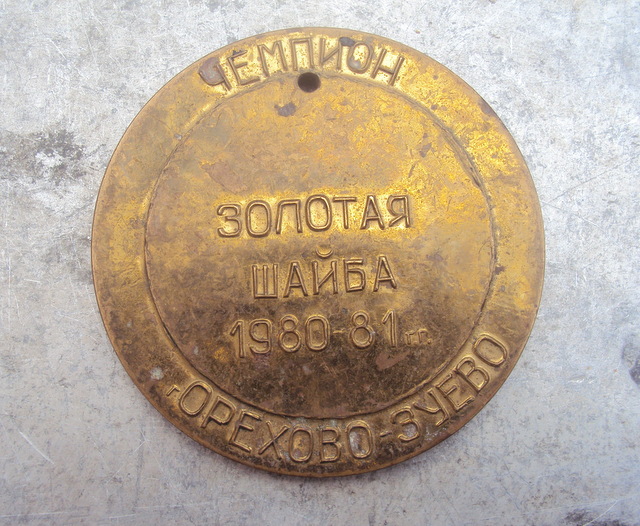 ЧЕМПИОН
ЗОЛОТАЯ
ШАЙБА
1980-81гг.
г.ОРЕХОВО-ЗУЕВО